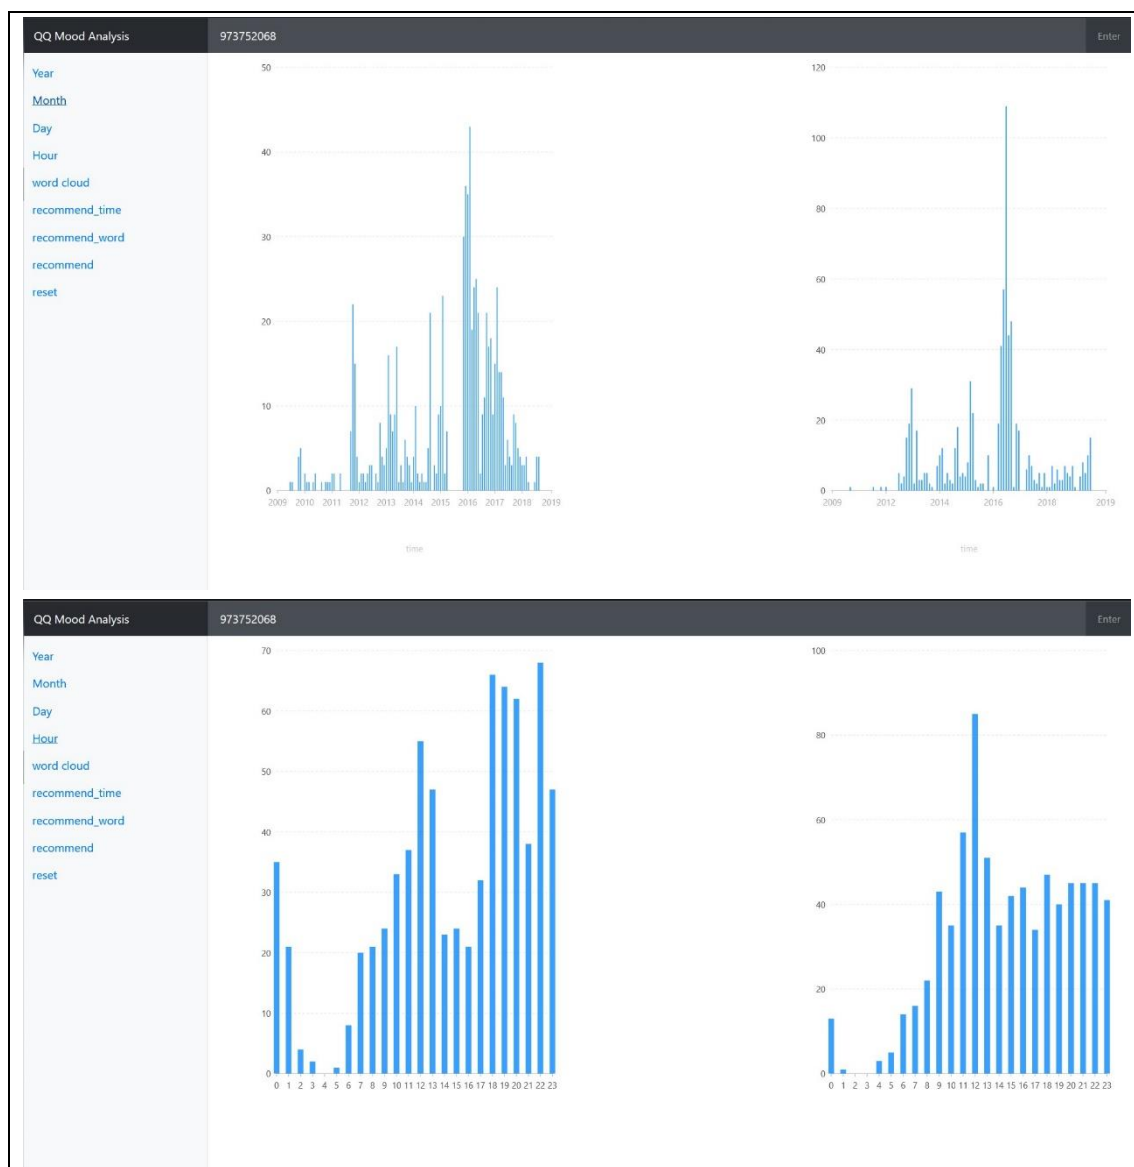 QQ Mood Analysis 973752068 Enter
Year
Month
Day
Hour
word cloud
recommend_time
recommend_word
recommend
reset
50
40
30
20
10
0
2009 2010 2011 2012 2013 2014 2015 2016 2017 2018 2019
time
120
100
80
60
40
20
0
2009 2012 2014 2016 2018 2019
time
QQ Mood Analysis 973752068 Enter
Year
Month
Day
Hour
word cloud
recommend_time
recommend_word
recommend
reset
70
60
50
40
30
20
10
0
0 1 2 3 4 5 6 7 8 9 10 11 12 13 14 15 16 17 18 19 20 21 22 23
100
80
60
40
20
0
0 1 2 3 4 5 6 7 8 9 10 11 12 13 14 15 16 17 18 19 20 21 22 23